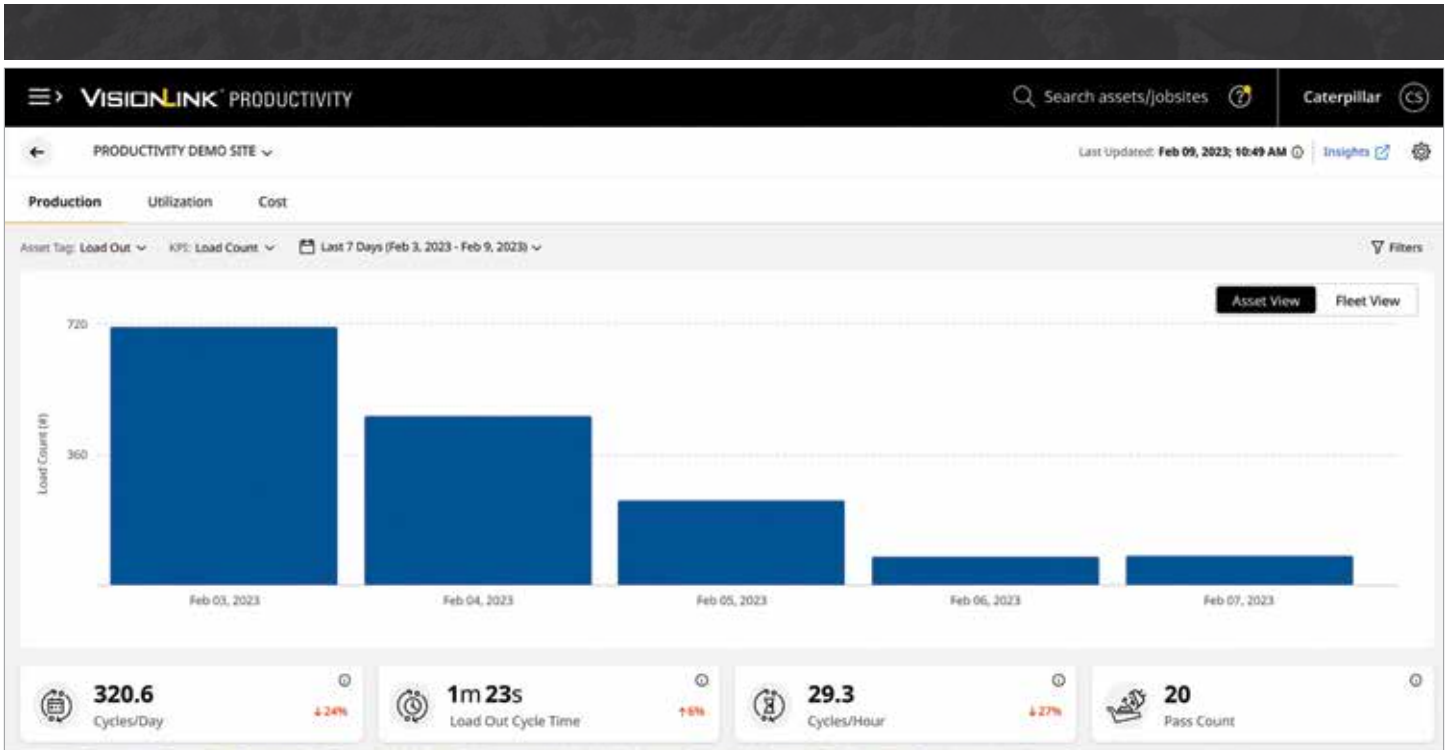 VISIONLINK PRODUCTIVITY
Search assets/jobsites
Caterpillar CS
PRODUCTIVITY DEMO SITE
Last Updated: Feb 09, 2023; 10:49 AM
Insights
Production Utilization Cost
Asset Tag: Load Out KPI: Load Count Last 7 Days (Feb 3, 2023 - Feb 9, 2023)
Filters
Asset View Fleet View
720
360
Load Count (#)
Feb 03, 2023 Feb 04, 2023 Feb 05, 2023 Feb 06, 2023 Feb 07, 2023
320.6
Cycles/Day
↓24%
1m 23s
Load Out Cycle Time
↑6%
29.3
Cycles/Hour
↓27%
20
Pass Count